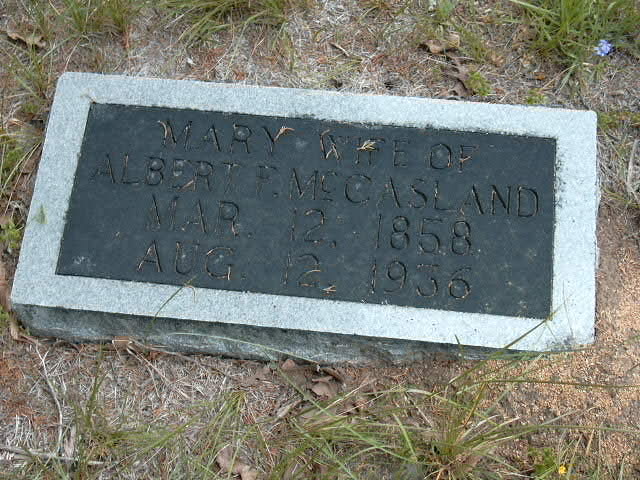 MARY WIFE OF
ALBERT F. McCASLAND
MAR. 12, 1858
AUG. 12, 1936